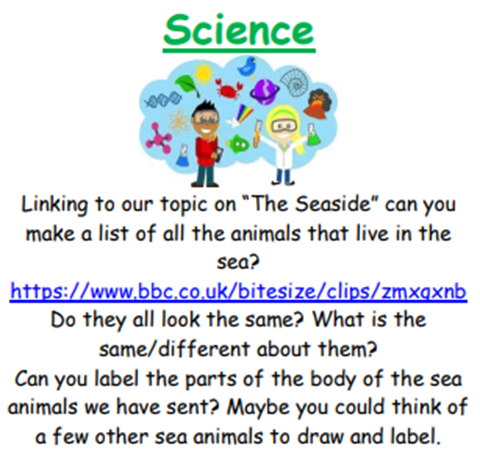 Science
Linking to our topic on “The Seaside” can you
make a list of all the animals that live in the
sea?
https://www.bbc.co.uk/bitesize/clips/zmxqxnb
Do they all look the same? What is the
same/different about them?
Can you label the parts of the body of the sea
animals we have sent? Maybe you could think of
a few other sea animals to draw and label.